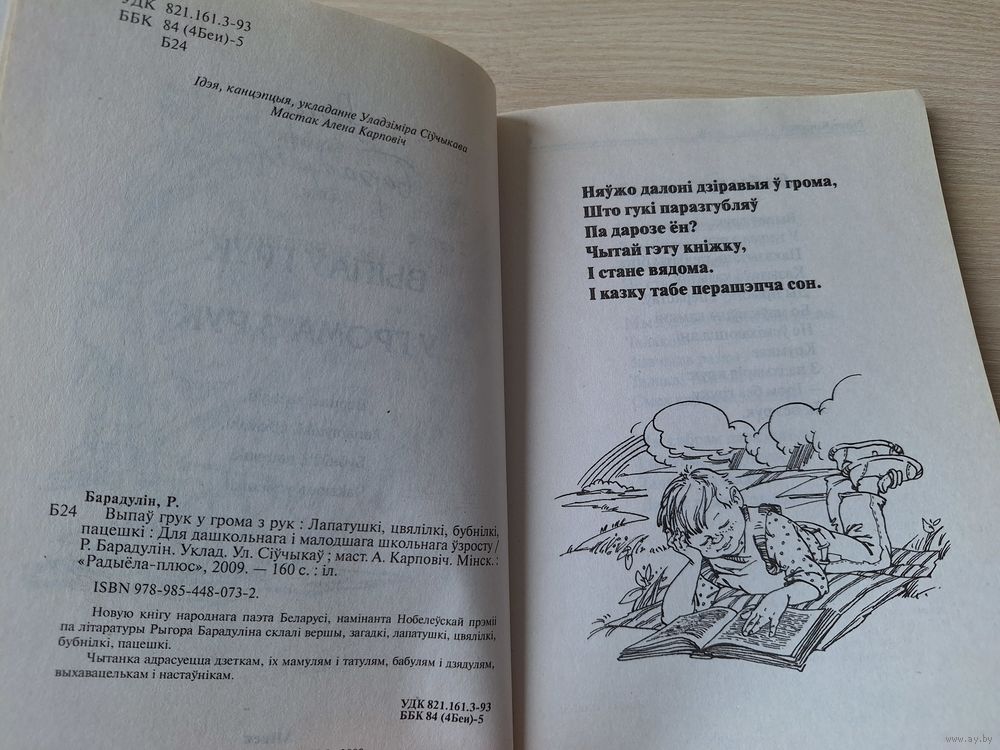 УДК 821.161.3-93
ББК 84 (4Беи)-5
Б24
Ідэя, канцэпцыя, укладанне Уладзіміра Сіўчыкава
Мастак Алена Карповіч
Барадулін, Р.
Б24 Выпаў грук у грома з рук : Лапатушкі, цвялілкі, бубнілкі,
пацешкі : Для дашкольнага і малодшага школьнага ўзросту /
Р. Барадулін. Уклад. Ул. Сіўчыкаў ; маст. А. Карповіч. Мінск. :
«Радыёла-плюс», 2009. — 160 с. : іл.
ISBN 978-985-448-073-2.
Новую кнігу народнага паэта Беларусі, намінанта Нобелеўскай прэміі
па літаратуры Рыгора Барадуліна склалі вершы, загадкі, лапатушкі, цвялілкі,
бубнілкі, пацешкі.
Чытанка адрасуецца дзеткам, іх мамулям і татулям, бабулям і дзядулям,
выхавацелькам і настаўнікам.
УДК 821.161.3-93
ББК 84 (4Беи)-5
Няўжо далоні дзіравыя ў грома,
Што гукі паразгубляў
Па дарозе ён?
Чытай гэту кніжку,
І стане вядома.
І казку табе перашэпча сон.
www.ay.by